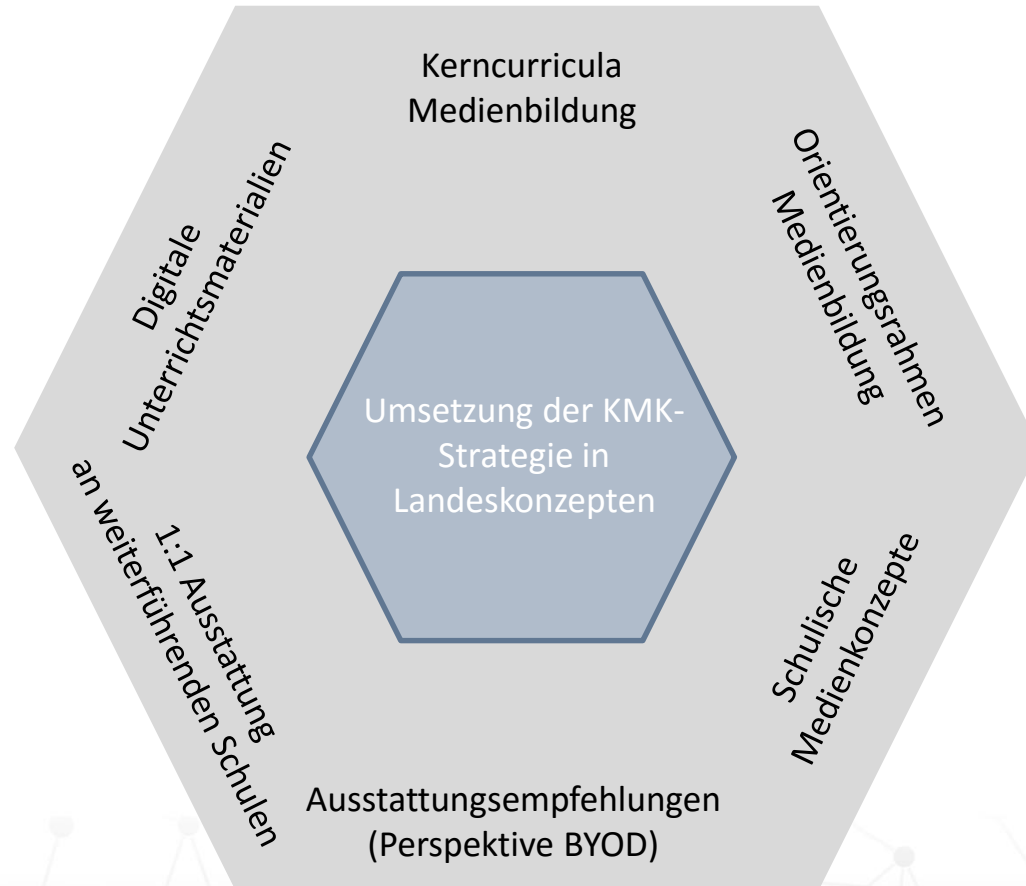 Kerncurricula
Medienbildung
Orientierungsrahmen
Medienbildung
Digitale
Unterrichtsmaterialien
Umsetzung der KMK-
Strategie in
Landeskonzepten
1:1 Ausstattung
an weiterführenden Schulen
Schulische
Medienkonzepte
Ausstattungsempfehlungen
(Perspektive BYOD)